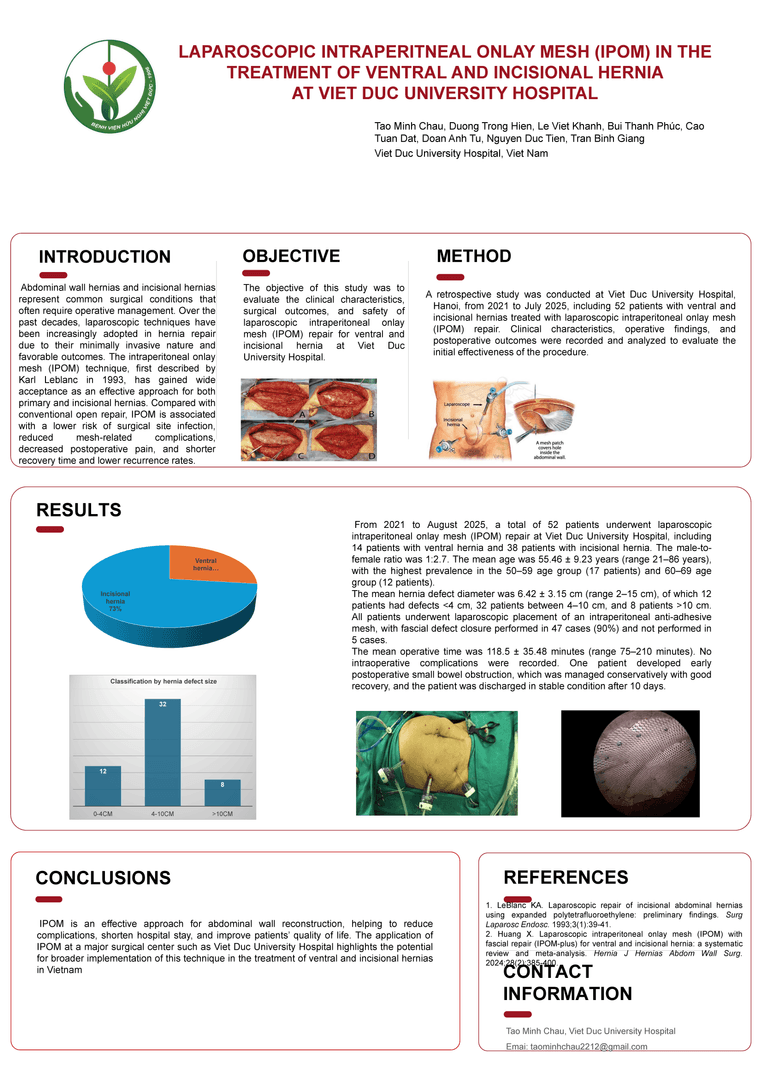 BỆNH VIỆN HỮU NGHỊ VIỆT ĐỨC - 1906
LAPAROSCOPIC INTRAPERITNEAL ONLAY MESH (IPOM) IN THE
TREATMENT OF VENTRAL AND INCISIONAL HERNIA
AT VIET DUC UNIVERSITY HOSPITAL
Tao Minh Chau, Duong Trong Hien, Le Viet Khanh, Bui Thanh Phúc, Cao
Tuan Dat, Doan Anh Tu, Nguyen Duc Tien, Tran Binh Giang
Viet Duc University Hospital, Viet Nam
INTRODUCTION
Abdominal wall hernias and incisional hernias
represent common surgical conditions that
often require operative management. Over the
past decades, laparoscopic techniques have
been increasingly adopted in hernia repair
due to their minimally invasive nature and
favorable outcomes. The intraperitoneal onlay
mesh (IPOM) technique, first described by
Karl Leblanc in 1993, has gained wide
acceptance as an effective approach for both
primary and incisional hernias. Compared with
conventional open repair, IPOM is associated
with a lower risk of surgical site infection,
reduced mesh-related complications,
decreased postoperative pain, and shorter
recovery time and lower recurrence rates.
OBJECTIVE
The objective of this study was to
evaluate the clinical characteristics,
surgical outcomes, and safety of
laparoscopic intraperitoneal onlay
mesh (IPOM) repair for ventral and
incisional hernia at Viet Duc
University Hospital.
A
B
C
D
METHOD
A retrospective study was conducted at Viet Duc University Hospital,
Hanoi, from 2021 to July 2025, including 52 patients with ventral and
incisional hernias treated with laparoscopic intraperitoneal onlay mesh
(IPOM) repair. Clinical characteristics, operative findings, and
postoperative outcomes were recorded and analyzed to evaluate the
initial effectiveness of the procedure.
Laparoscope
Incisional
hernia
A mesh patch
covers hole
inside the
abdominal wall.
RESULTS
Ventral
hernia…
incisional
hernia
73%
Classification by hernia defect size
32
12
8
0-4CM
4-10CM
>10CM
From 2021 to August 2025, a total of 52 patients underwent laparoscopic
intraperitoneal onlay mesh (IPOM) repair at Viet Duc University Hospital, including
14 patients with ventral hernia and 38 patients with incisional hernia. The male-to-
female ratio was 1:2.7. The mean age was 55.46 ± 9.23 years (range 21–86 years),
with the highest prevalence in the 50–59 age group (17 patients) and 60–69 age
group (12 patients).
The mean hernia defect diameter was 6.42 ± 3.15 cm (range 2–15 cm), of which 12
patients had defects <4 cm, 32 patients between 4–10 cm, and 8 patients >10 cm.
All patients underwent laparoscopic placement of an intraperitoneal anti-adhesive
mesh, with fascial defect closure performed in 47 cases (90%) and not performed in
5 cases.
The mean operative time was 118.5 ± 35.48 minutes (range 75–210 minutes). No
intraoperative complications were recorded. One patient developed early
postoperative small bowel obstruction, which was managed conservatively with good
recovery, and the patient was discharged in stable condition after 10 days.
CONCLUSIONS
IPOM is an effective approach for abdominal wall reconstruction, helping to reduce
complications, shorten hospital stay, and improve patients’ quality of life. The application of
IPOM at a major surgical center such as Viet Duc University Hospital highlights the potential
for broader implementation of this technique in the treatment of ventral and incisional hernias
in Vietnam
REFERENCES
1. LeBlanc KA. Laparoscopic repair of incisional abdominal hernias
using expanded polytetrafluoroethylene: preliminary findings. Surg
Laparosc Endosc. 1993;3(1):39-41.
2. Huang X. Laparoscopic intraperitoneal onlay mesh (IPOM) with
fascial repair (IPOM-plus) for ventral and incisional hernia: a systematic
review and meta-analysis. Hernia J Hernias Abdom Wall Surg.
2024;28(2):385-400
CONTACT
INFORMATION
Tao Minh Chau, Viet Duc University Hospital
Emai: taominhchau2212@gmail.com